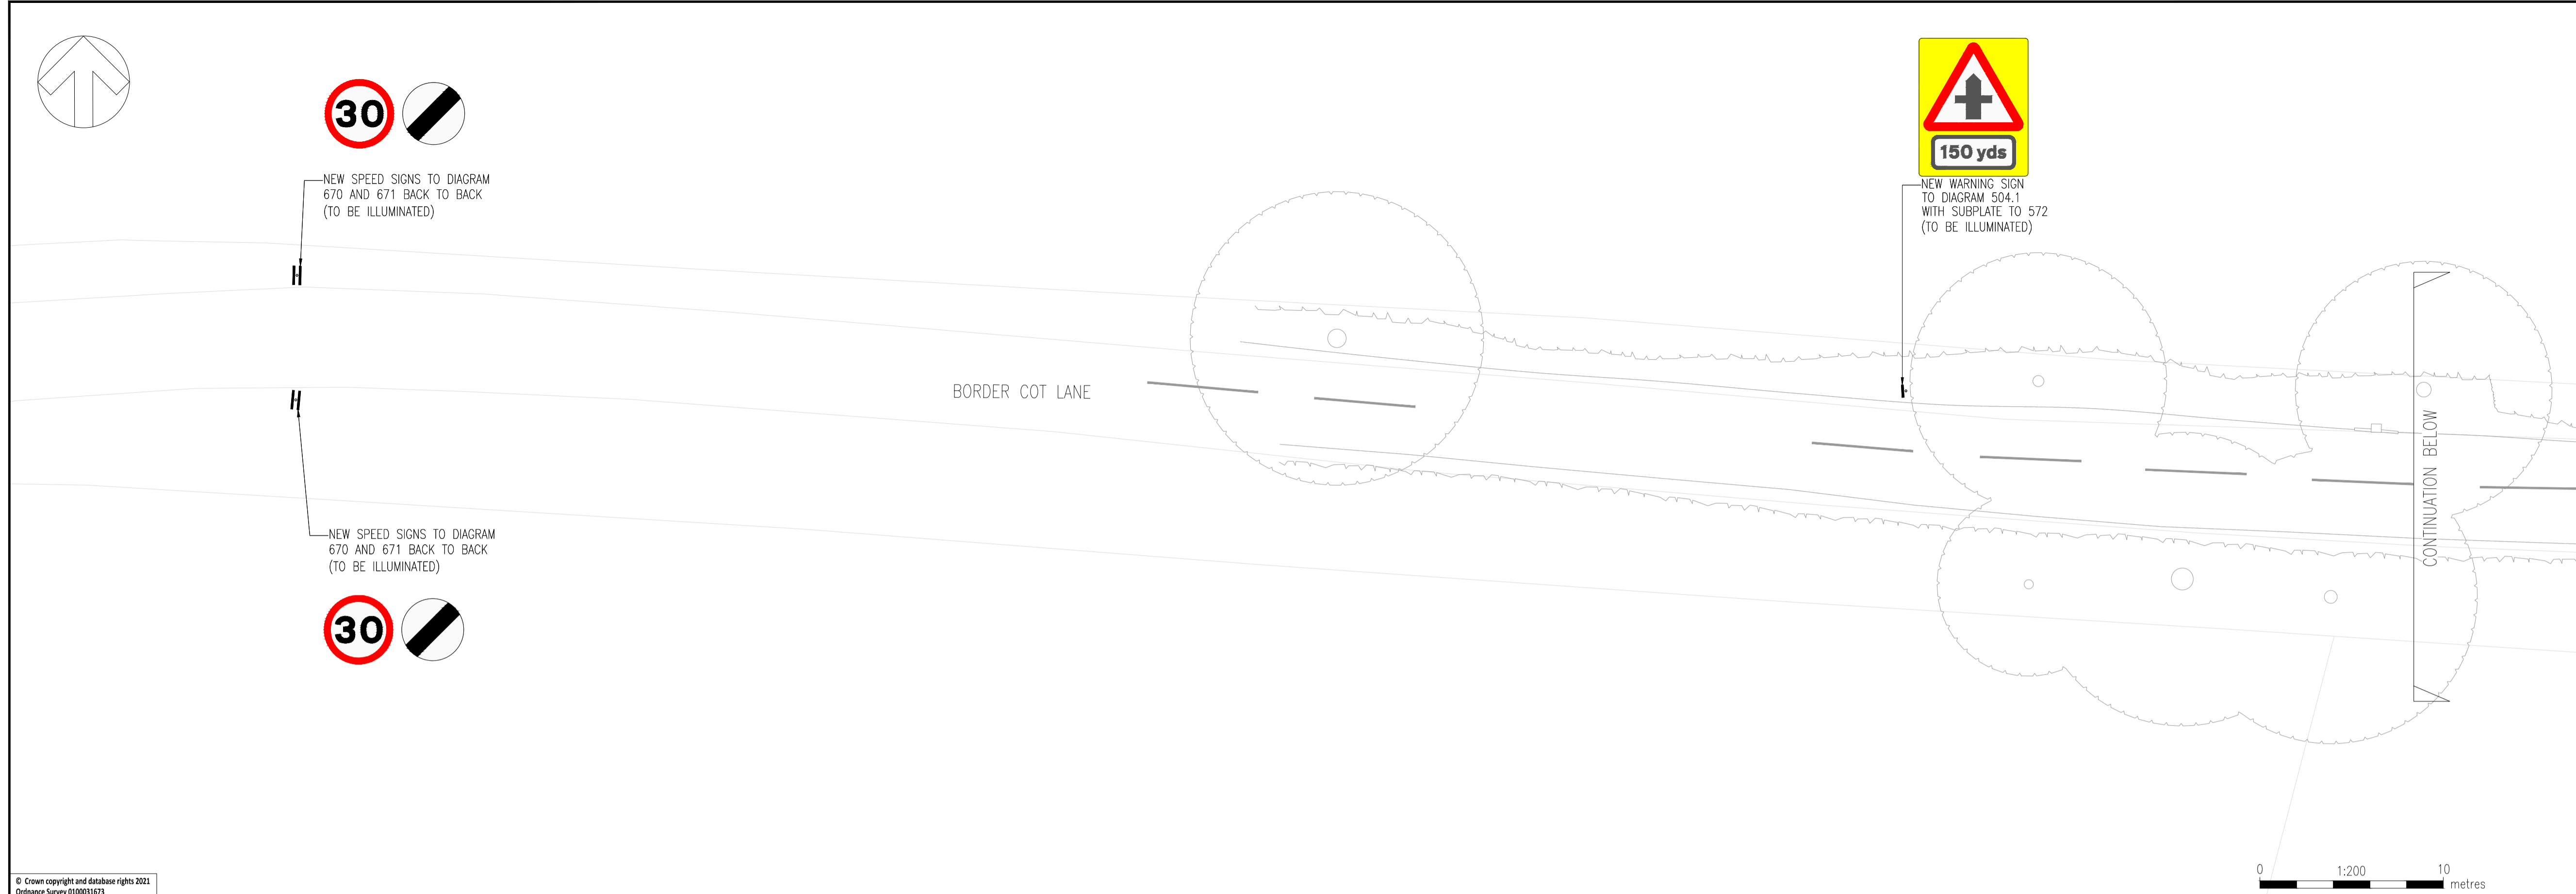 30
NEW SPEED SIGNS TO DIAGRAM
670 AND 671 BACK TO BACK
(TO BE ILLUMINATED)
150 yds
NEW WARNING SIGN
TO DIAGRAM 504.1
WITH SUBPLATE TO 572
(TO BE ILLUMINATED)
BORDER COT LANE
CONTINUATION BELOW
NEW SPEED SIGNS TO DIAGRAM
670 AND 671 BACK TO BACK
(TO BE ILLUMINATED)
30
0 1:200 10
metres
© Crown copyright and database rights 2021
Ordnance Survey 0100031673